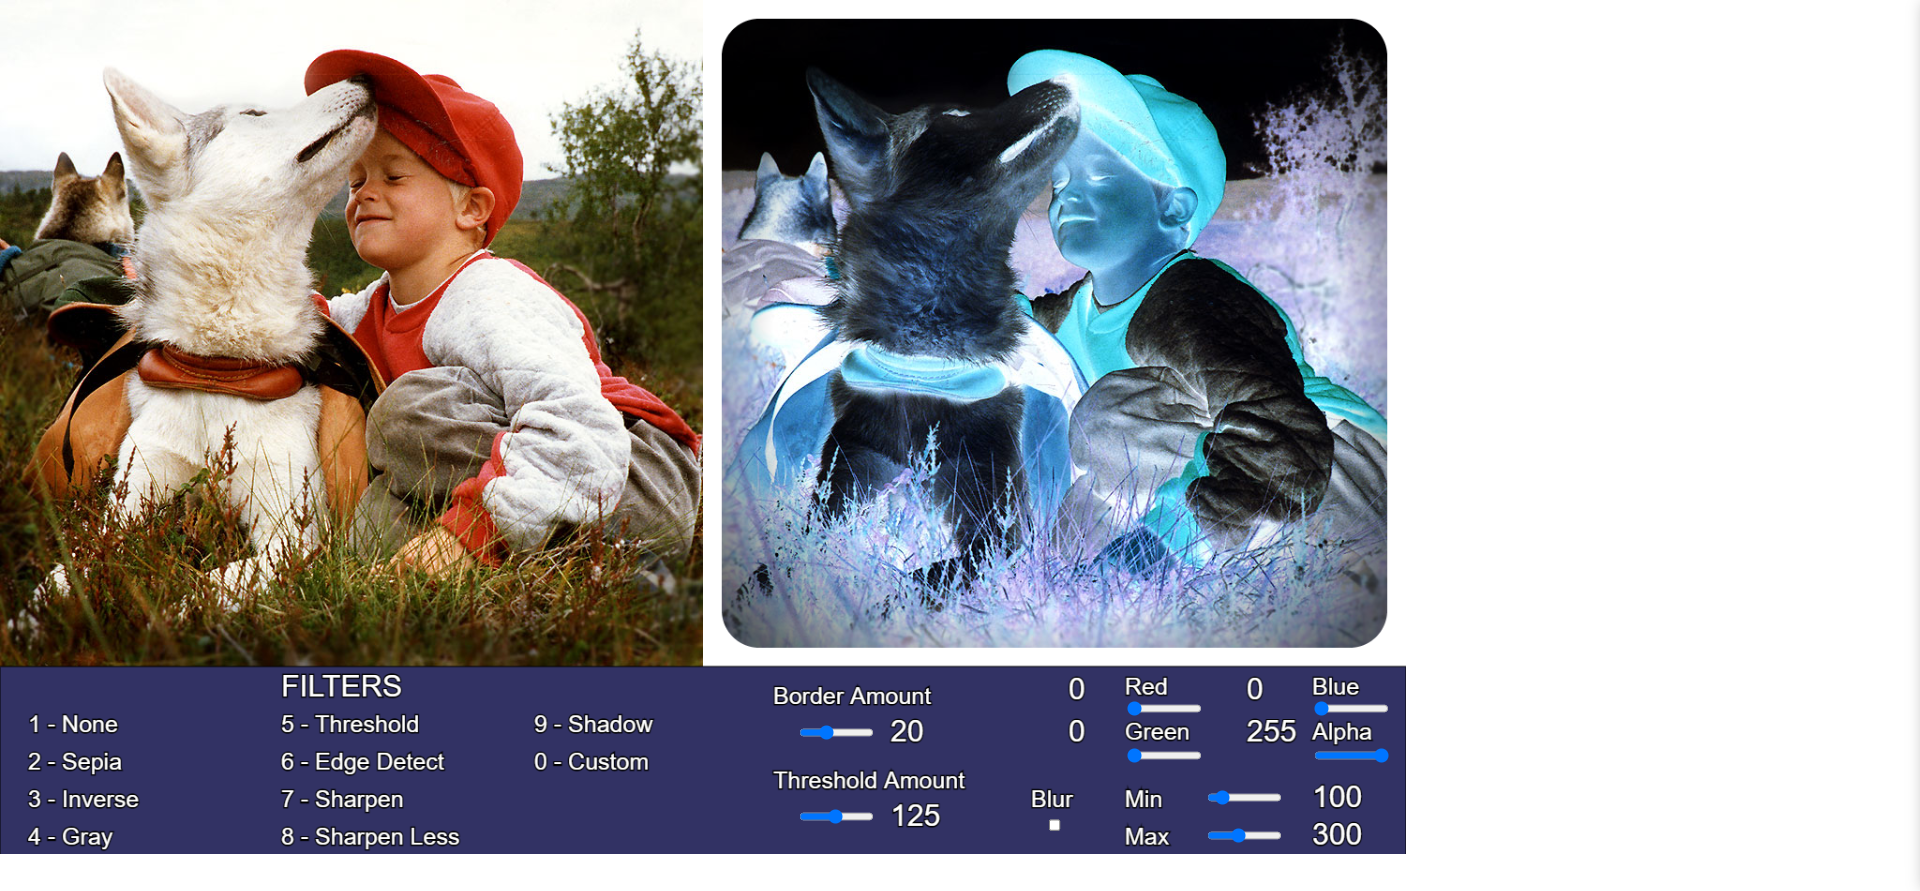 FILTERS
1 - None
2 - Sepia
3 - Inverse
4 - Gray
5 - Threshold
6 - Edge Detect
7 - Sharpen
8 - Sharpen Less
9 - Shadow
0 - Custom
Border Amount
20
Threshold Amount
125
0 Red
0 Blue
0 Green
255 Alpha
Blur
Min 100
Max 300